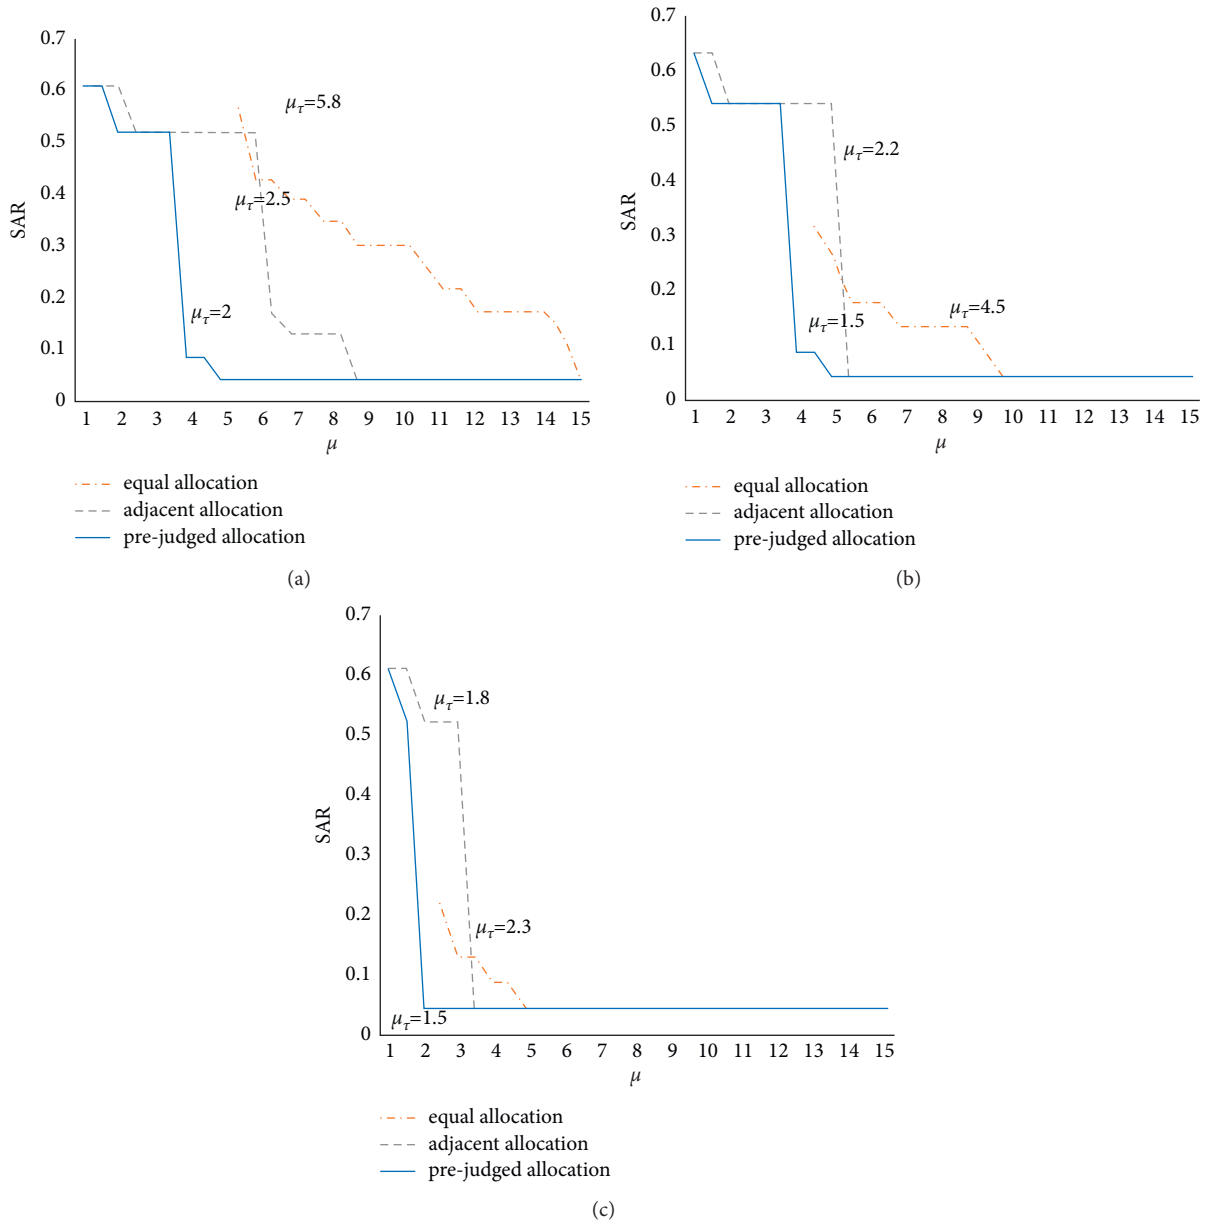 0.7
0.6
0.5
0.4
0.3
0.2
0.1
0
SAR
μτ=5.8
μτ=2.5
μτ=2
1 2 3 4 5 6 7 8 9 10 11 12 13 14 15
μ
equal allocation
adjacent allocation
pre-judged allocation
(a)
0.7
0.6
0.5
0.4
0.3
0.2
0.1
0
SAR
μτ=2.2
μτ=4.5
μτ=1.5
1 2 3 4 5 6 7 8 9 10 11 12 13 14 15
μ
equal allocation
adjacent allocation
pre-judged allocation
(b)
0.7
0.6
0.5
0.4
0.3
0.2
0.1
0
SAR
μτ=1.8
μτ=2.3
μτ=1.5
1 2 3 4 5 6 7 8 9 10 11 12 13 14 15
μ
equal allocation
adjacent allocation
pre-judged allocation
(c)